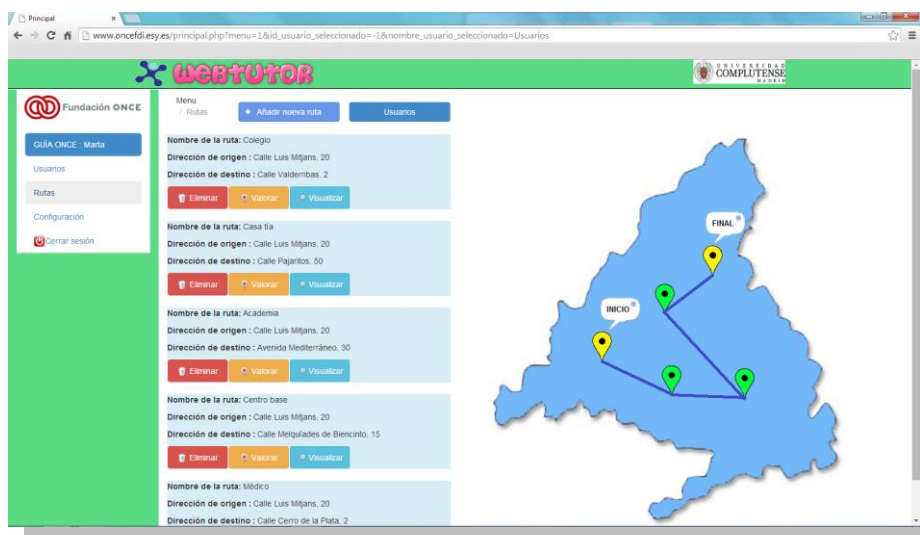 Principal
www.oncefdi.esy.es/principal.php?menu=1&id_usuario_seleccionado=-1&nombre_usuario_seleccionado=Usuarios
WEBTUTOR
UNIVERSIDAD
COMPLUTENSE
MADRID
Fundación ONCE
GUÍA ONCE : Marta
Usuarios
Rutas
Configuración
Cerrar sesión
Menu
/ Rutas
+ Añadir nueva ruta
Usuarios
Nombre de la ruta: Colegio
Dirección de origen : Calle Luis Mitjans, 20
Dirección de destino : Calle Valderribas, 2
Eliminar Valorar Visualizar
Nombre de la ruta: Casa tía
Dirección de origen : Calle Luis Mitjans, 20
Dirección de destino : Calle Pajaritos, 50
Eliminar Valorar Visualizar
Nombre de la ruta: Academia
Dirección de origen : Calle Luis Mitjans, 20
Dirección de destino : Avenida Mediterráneo, 30
Eliminar Valorar Visualizar
Nombre de la ruta: Centro base
Dirección de origen : Calle Luis Mitjans, 20
Dirección de destino : Calle Melquíades de Biencinto, 15
Eliminar Valorar Visualizar
Nombre de la ruta: Médico
Dirección de origen : Calle Luis Mitjans, 20
Dirección de destino : Calle Cerro de la Plata, 2
FINAL
INICIO